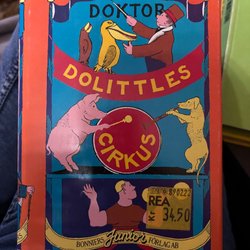 DOKTOR
DOLITTLES
CIRKUS
REA
34,50
BONNIERS Junior FÖRLAG AB